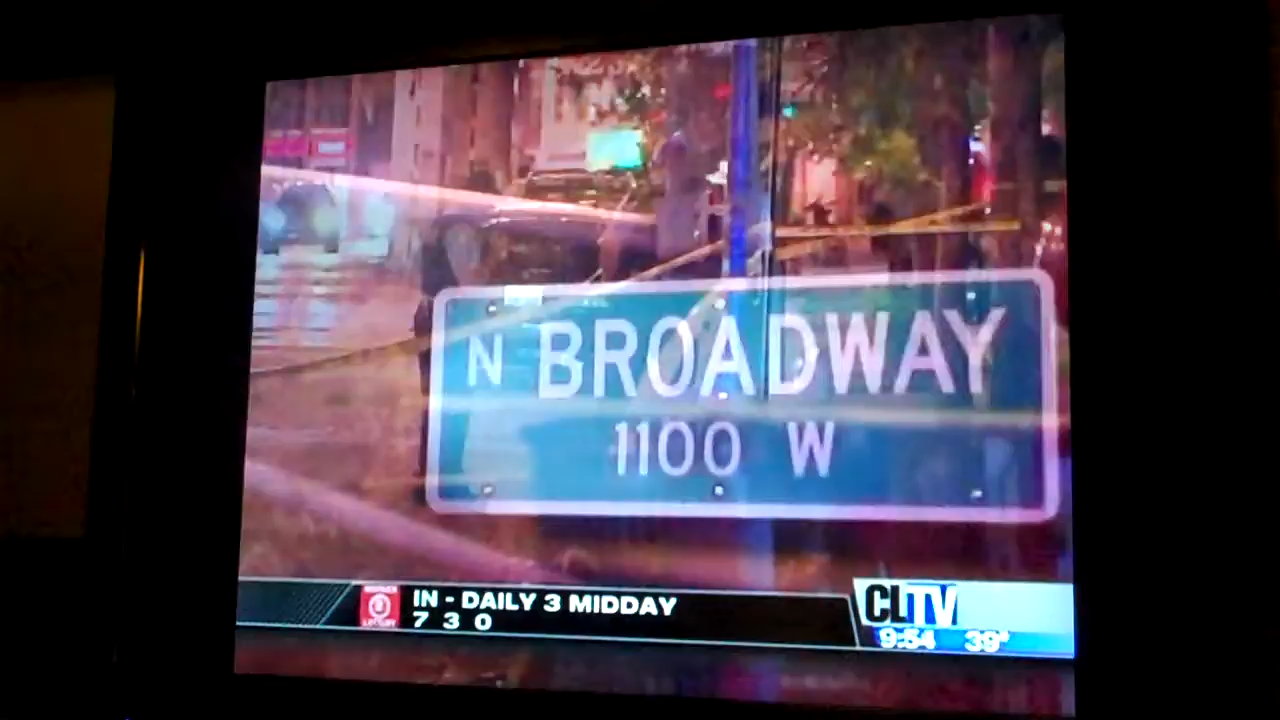 N BROADWAY
1100 W
IN - DAILY 3 MIDDAY
7 3 0
CLTV
9:54 39°